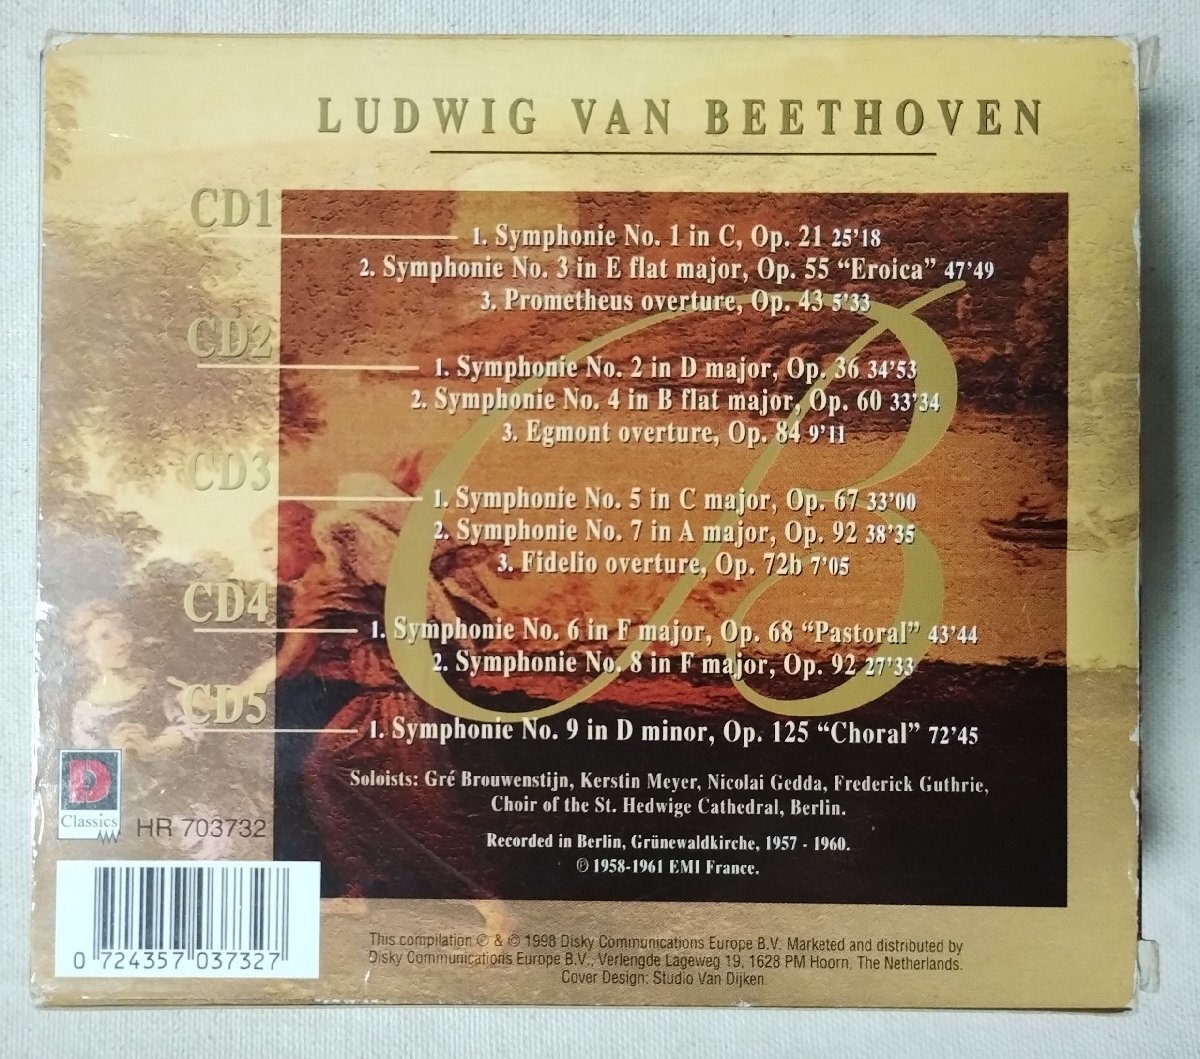 LUDWIG VAN BEETHOVEN
CD1
1. Symphonie No. 1 in C, Op. 21 25'18
2. Symphonie No. 3 in E flat major, Op. 55 “Eroica” 47'49
3. Prometheus overture, Op. 43 5'33
CD2
1. Symphonie No. 2 in D major, Op. 36 34'53
2. Symphonie No. 4 in B flat major, Op. 60 33'34
3. Egmont overture, Op. 84 9'11
CD3
1. Symphonie No. 5 in C major, Op. 67 33'00
2. Symphonie No. 7 in A major, Op. 92 38'35
3. Fidelio overture, Op. 72b 7'05
CD4
1. Symphonie No. 6 in F major, Op. 68 “Pastoral” 43'44
2. Symphonie No. 8 in F major, Op. 92 27'33
CD5
1. Symphonie No. 9 in D minor, Op. 125 “Choral” 72'45
Soloists: Gré Brouwenstijn, Kerstin Meyer, Nicolai Gedda, Frederick Guthrie,
Choir of the St. Hedwige Cathedral, Berlin.
Recorded in Berlin, Grünewaldkirche, 1957 - 1960.
℗ 1958-1961 EMI France.
D
Classics
HR 703732
0 724357 037327
This compilation ℗ & © 1998 Disky Communications Europe B.V. Marketed and distributed by
Disky Communications Europe B.V., Verlengde Lageweg 19, 1628 PM Hoorn, The Netherlands.
Cover Design: Studio Van Dijken.
B